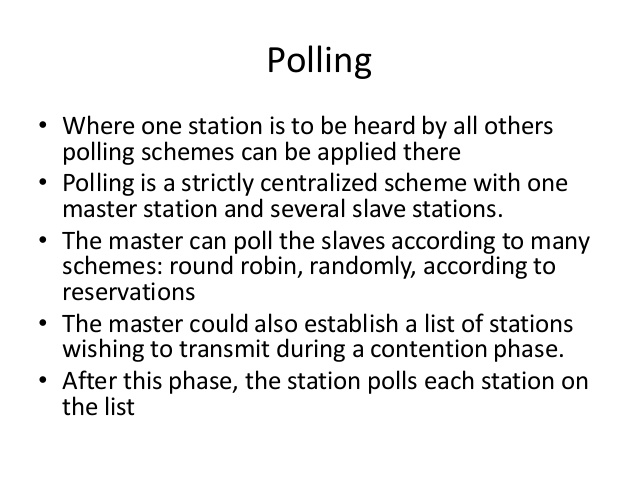 Polling
• Where one station is to be heard by all others
polling schemes can be applied there
• Polling is a strictly centralized scheme with one
master station and several slave stations.
• The master can poll the slaves according to many
schemes: round robin, randomly, according to
reservations
• The master could also establish a list of stations
wishing to transmit during a contention phase.
• After this phase, the station polls each station on
the list